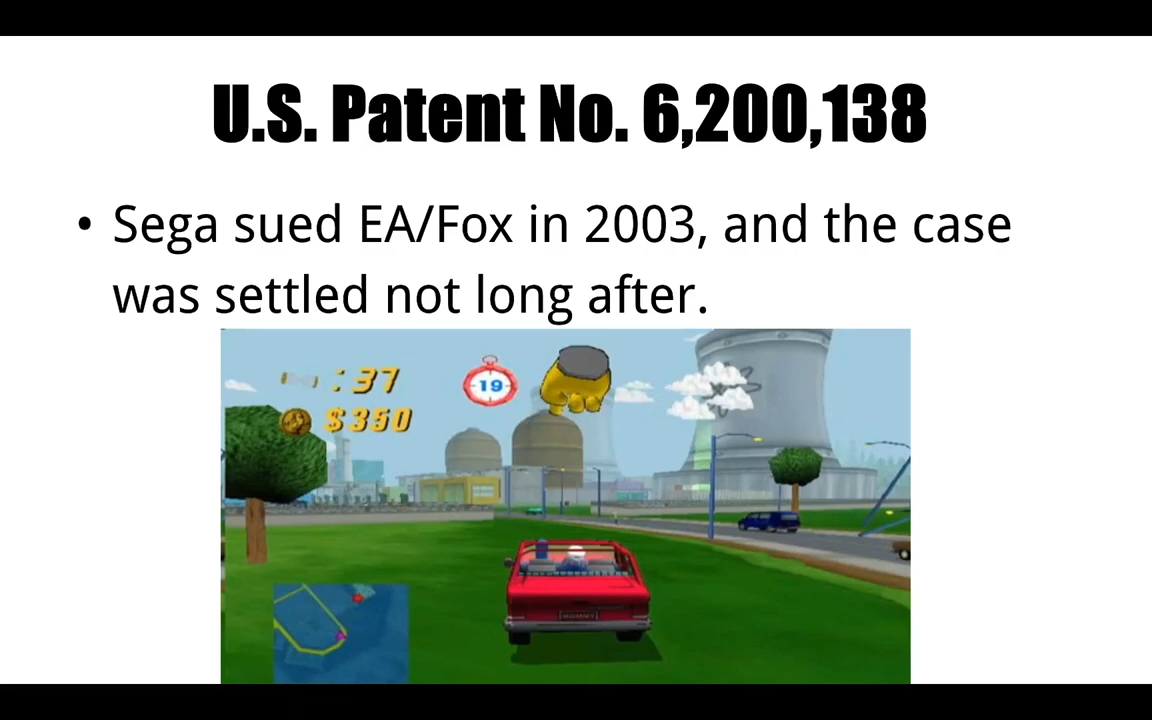 U.S. Patent No. 6,200,138
• Sega sued EA/Fox in 2003, and the case
was settled not long after.
:37
19
$350